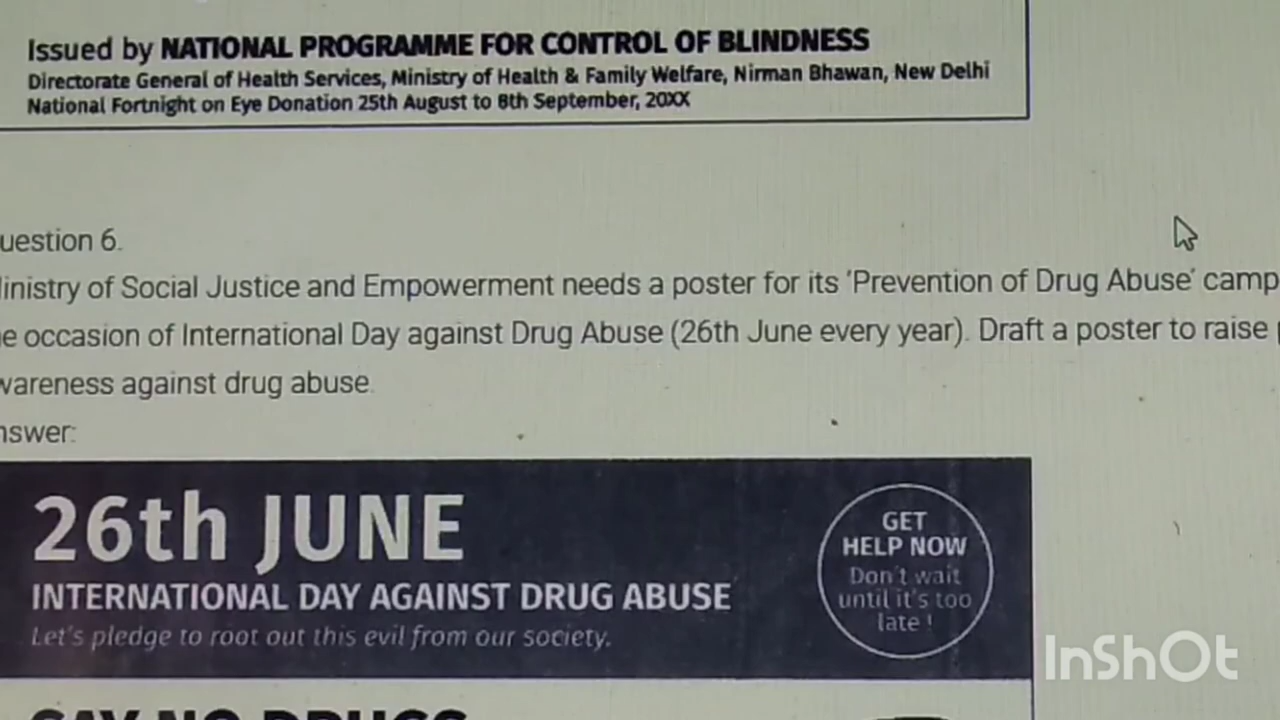 Issued by NATIONAL PROGRAMME FOR CONTROL OF BLINDNESS
Directorate General of Health Services, Ministry of Health & Family Welfare, Nirman Bhawan, New Delhi
National Fortnight on Eye Donation 25th August to 8th September, 20XX
uestion 6.
linistry of Social Justice and Empowerment needs a poster for its 'Prevention of Drug Abuse' camp
e occasion of International Day against Drug Abuse (26th June every year). Draft a poster to raise
wareness against drug abuse.
nswer:
26th JUNE
INTERNATIONAL DAY AGAINST DRUG ABUSE
Let's pledge to root out this evil from our society.
GET
HELP NOW
Don't wait
until it's too
late !
InShOt
SAY NO DRUGS